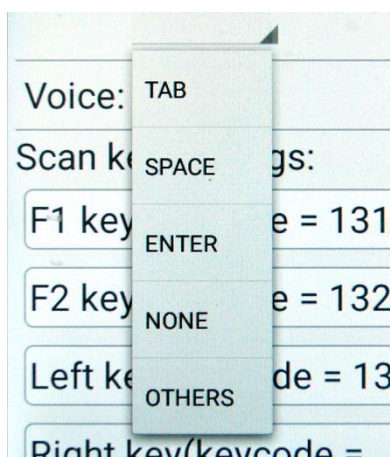 Voice: TAB
Scan ke gs:
SPACE
F1 key e = 131
ENTER
F2 key e = 132
NONE
Left ke de = 13
OTHERS
Right key(keycode =